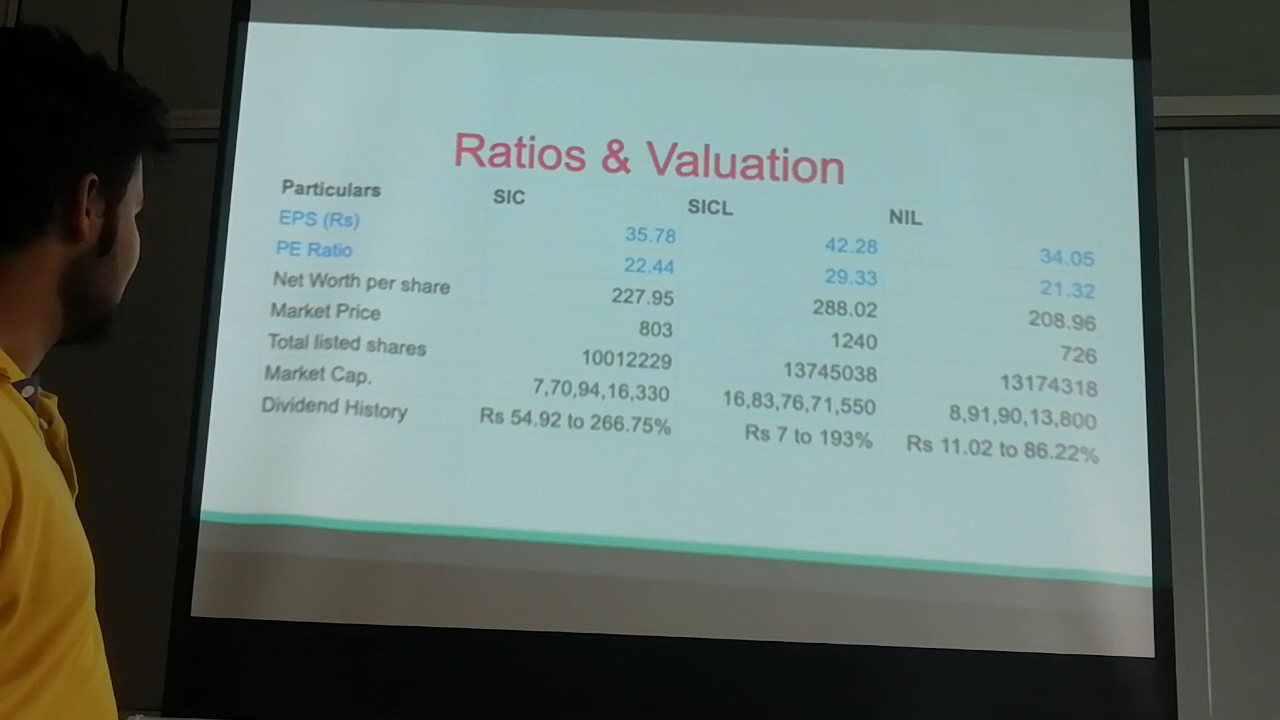 Ratios & Valuation
Particulars SIC SICL NIL
EPS (Rs) 35.78 42.28 34.05
PE Ratio 22.44 29.33 21.32
Net Worth per share 227.95 288.02 208.96
Market Price 803 1240 726
Total listed shares 10012229 13745038 13174318
Market Cap. 7,70,94,16,330 16,83,76,71,550 8,91,90,13,800
Dividend History Rs 54.92 to 266.75% Rs 7 to 193% Rs 11.02 to 86.22%